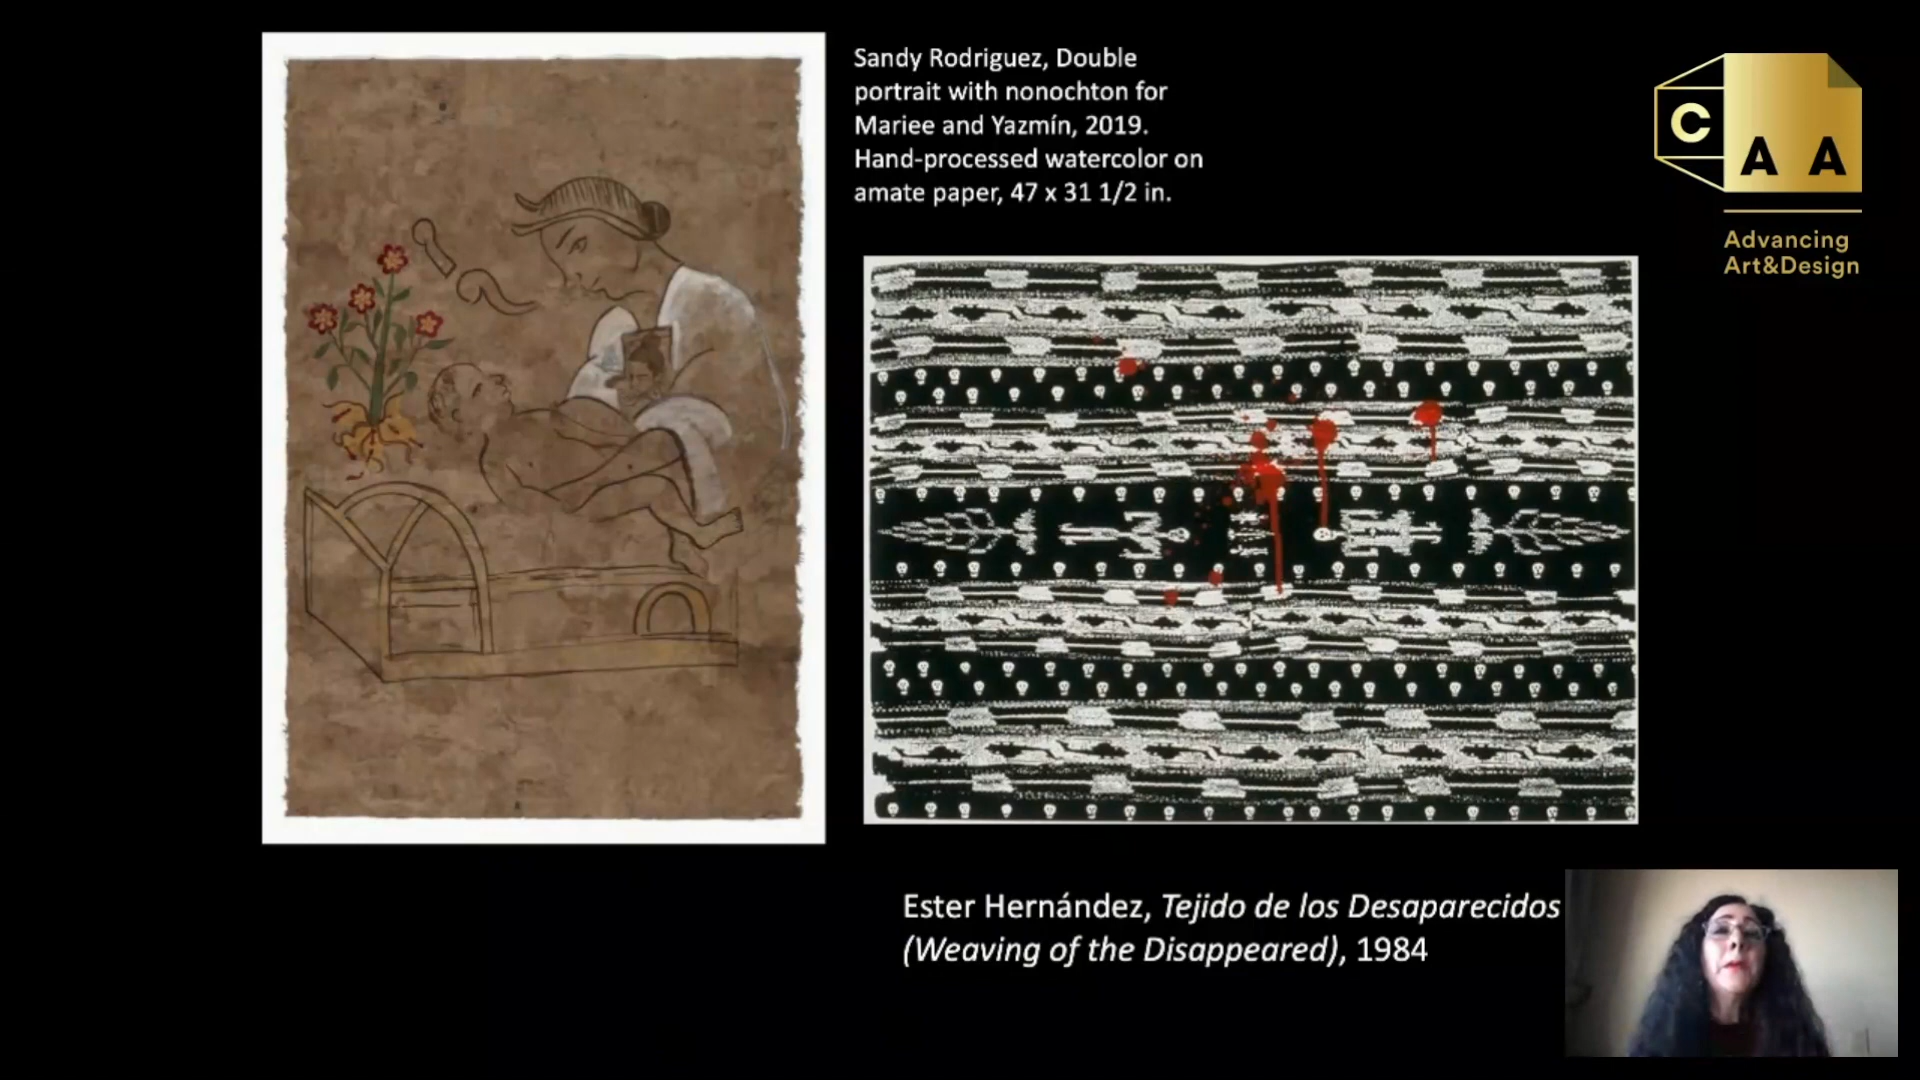 Sandy Rodriguez, Double
portrait with nonochton for
Mariee and Yazmín, 2019.
Hand-processed watercolor on
amate paper, 47 x 31 1/2 in.
C A A
Advancing
Art&Design
Ester Hernández, Tejido de los Desaparecidos
(Weaving of the Disappeared), 1984